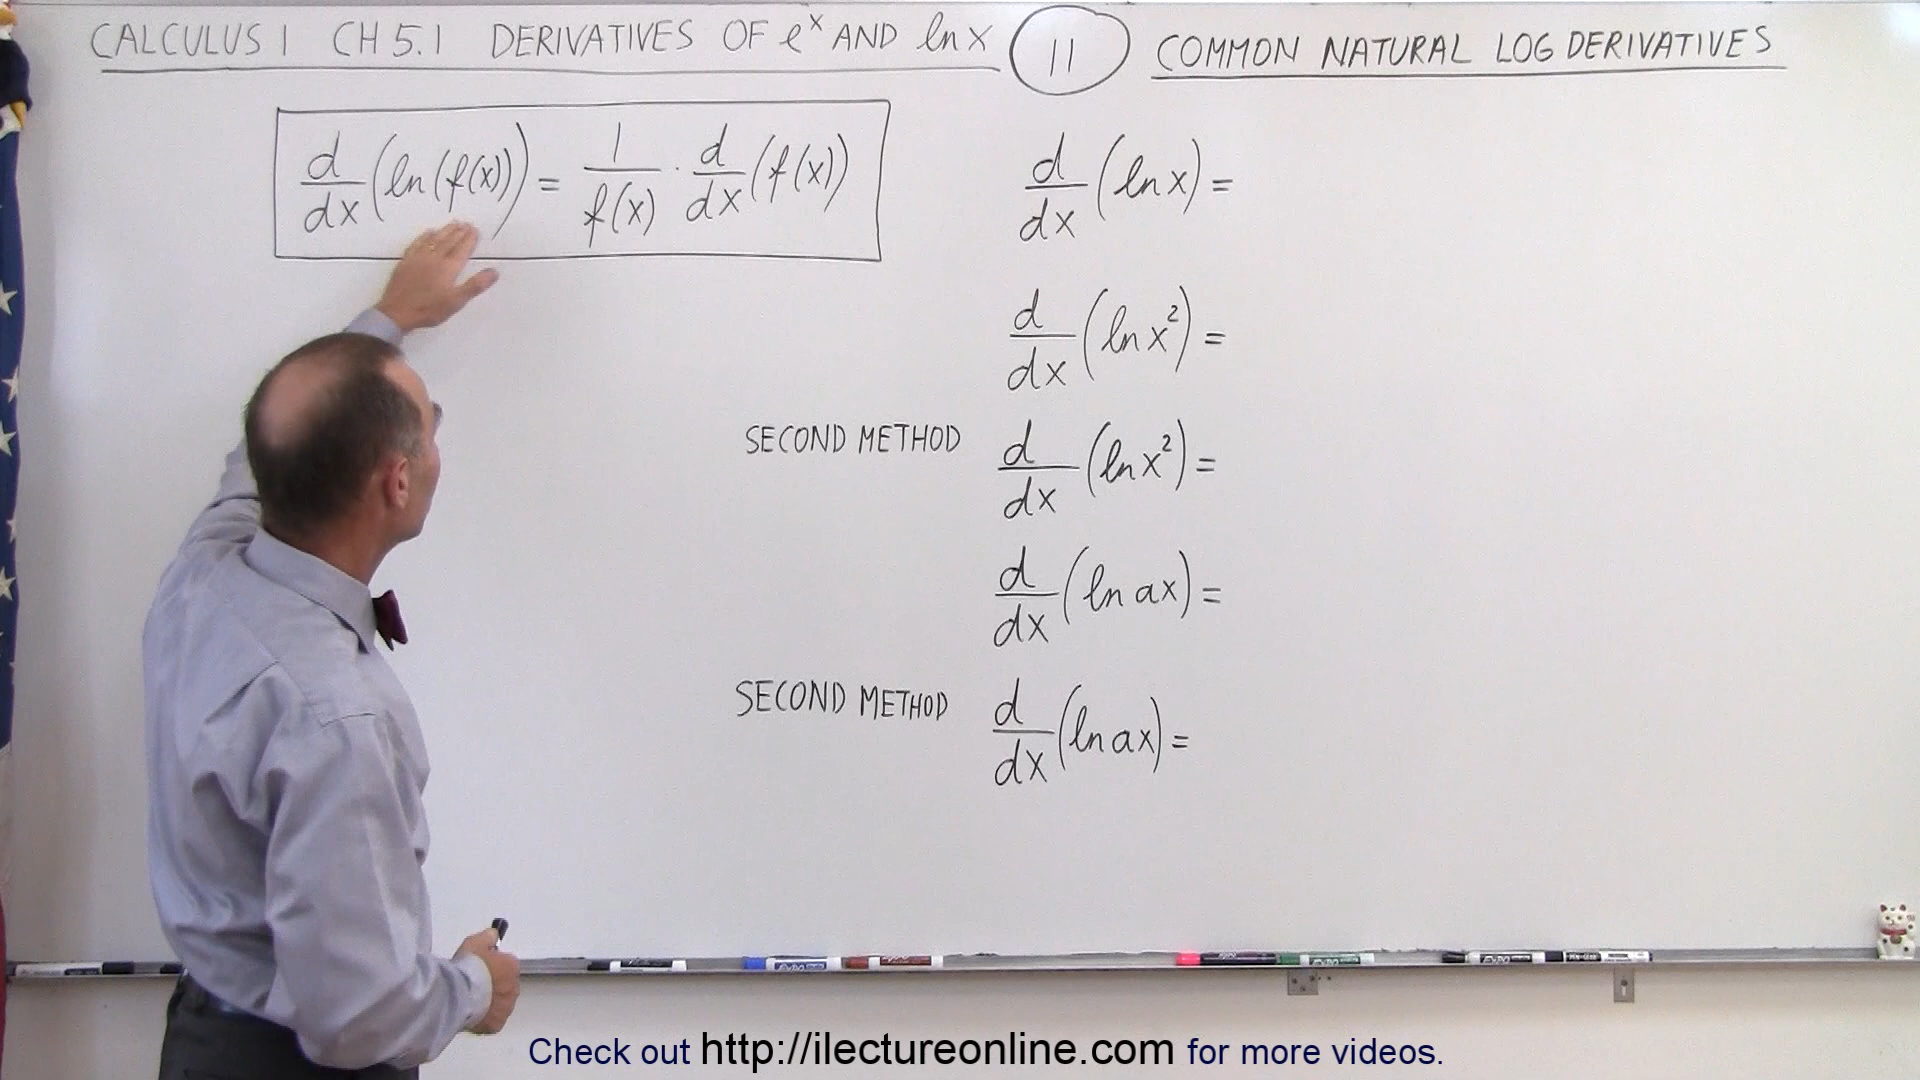 CALCULUS 1 CH 5.1 DERIVATIVES OF eˣ AND ln x 11 COMMON NATURAL LOG DERIVATIVES
d/dx (ln(f(x))) = 1/f(x) · d/dx (f(x))
d/dx (ln x) =
d/dx (ln x²) =
SECOND METHOD d/dx (ln x²) =
d/dx (ln ax) =
SECOND METHOD d/dx (ln ax) =
Check out http://ilectureonline.com for more videos.